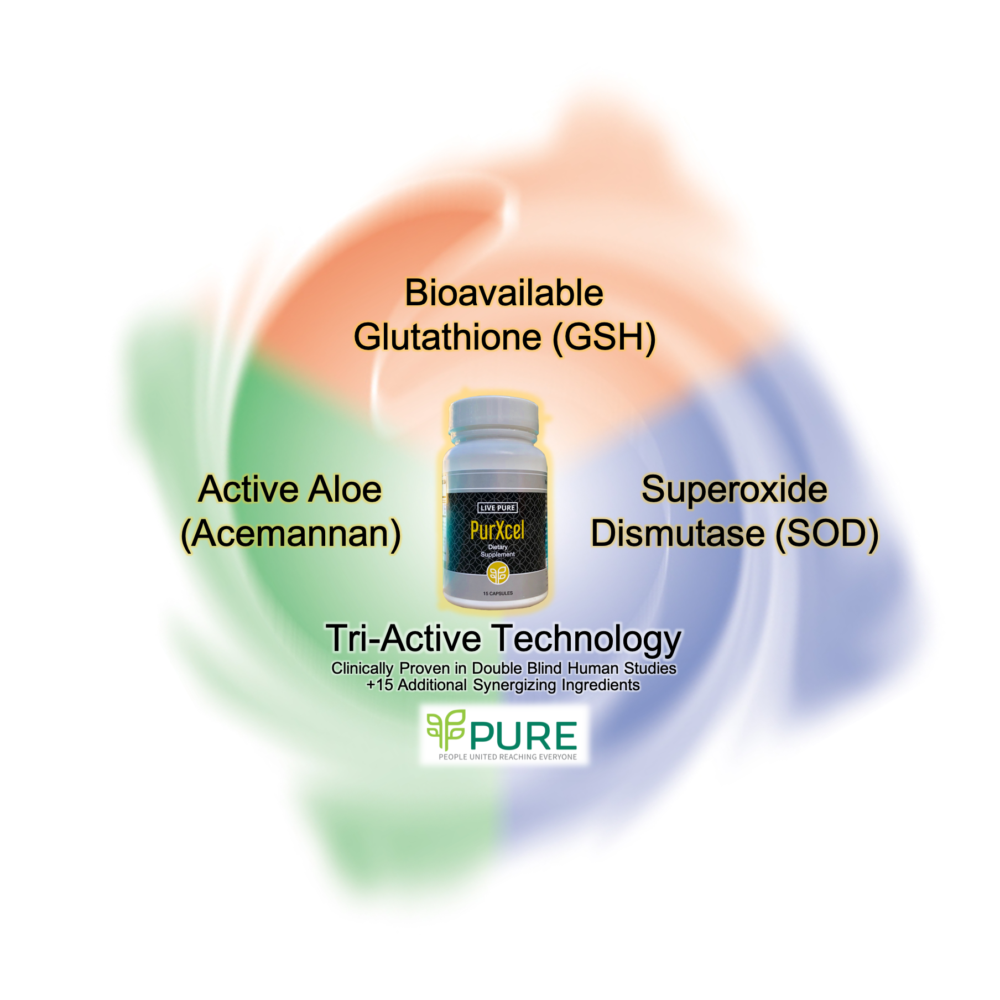 Bioavailable
Glutathione (GSH)
Active Aloe
(Acemannan)
Superoxide
Dismutase (SOD)
LIVE PURE
PurXcel
Dietary
Supplement
15 CAPSULES
Tri-Active Technology
Clinically Proven in Double Blind Human Studies
+15 Additional Synergizing Ingredients
PURE
PEOPLE UNITED REACHING EVERYONE